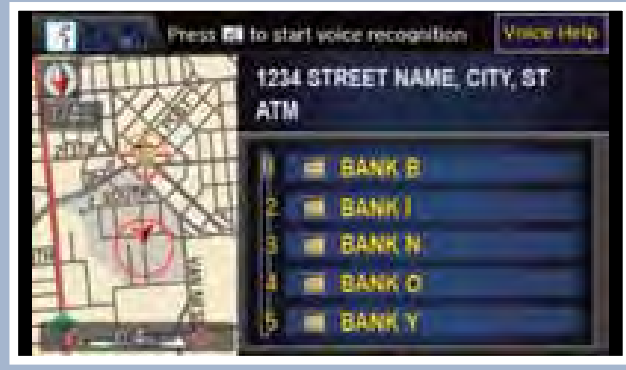 Press to start voice recognition
Voice Help
1234 STREET NAME, CITY, ST
ATM
1 BANK B
2 BANK I
3 BANK N
4 BANK O
5 BANK Y